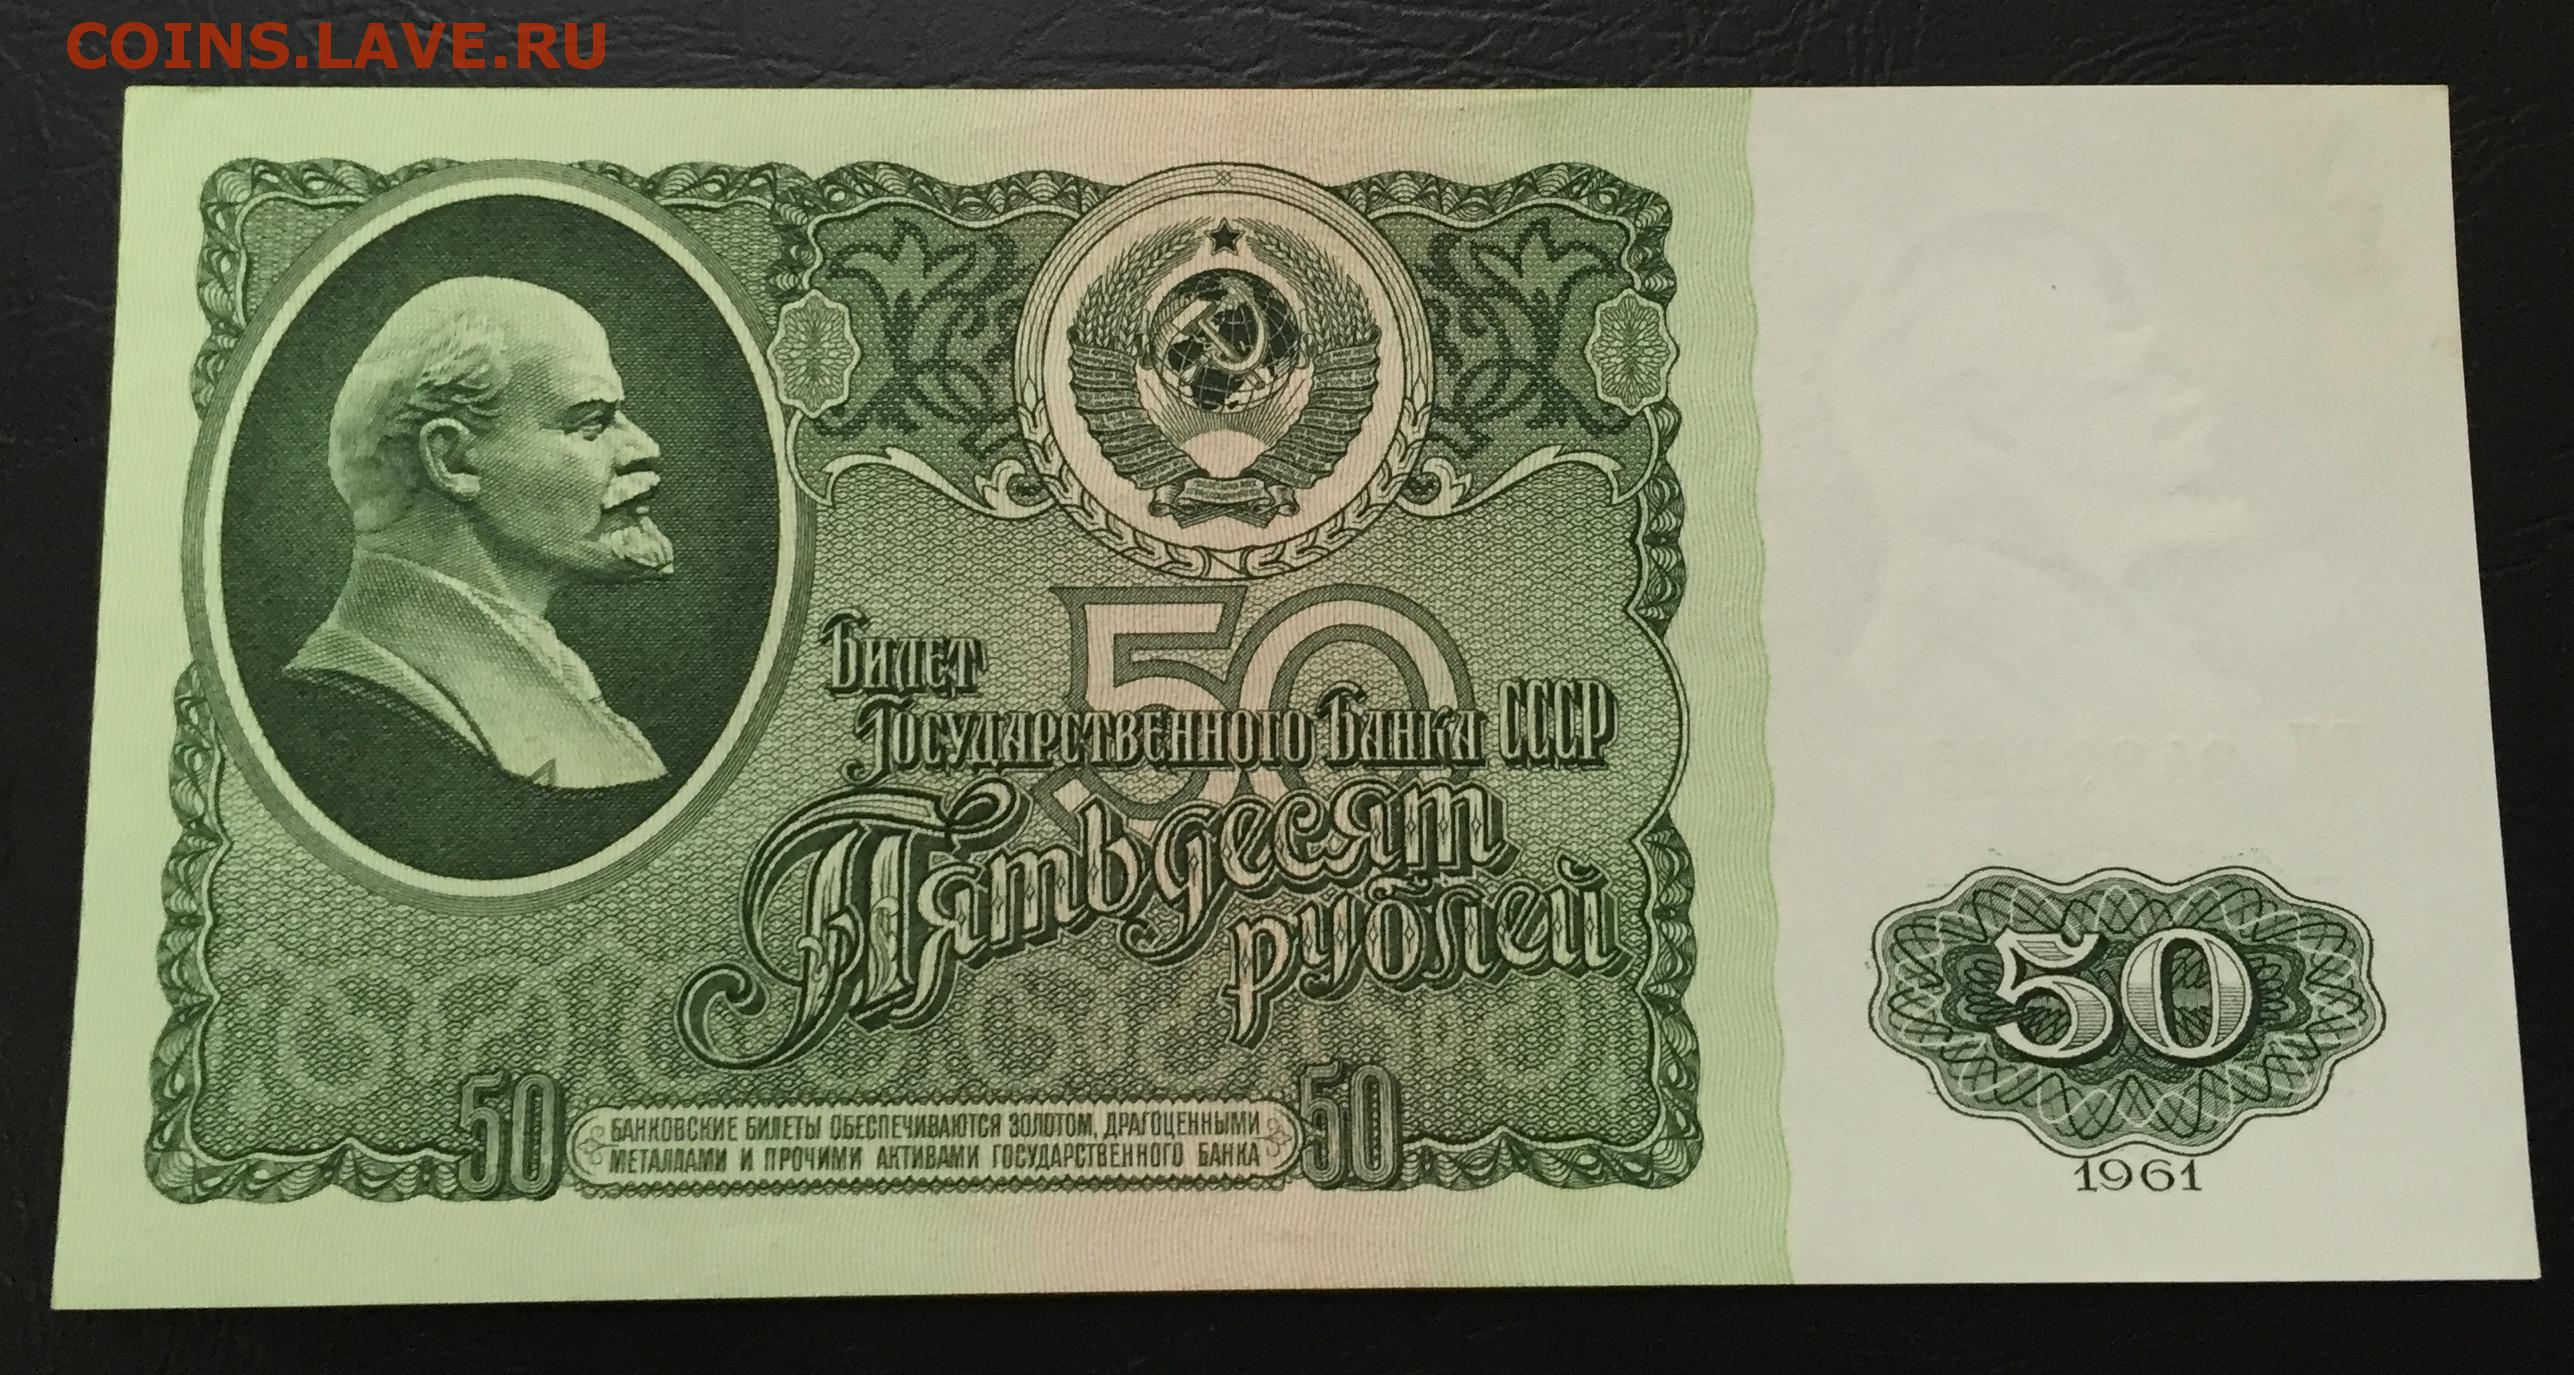 COINS.LAVE.RU
Билет
Государственного Банка СССР
50
Пятьдесят
рублей
50
БАНКОВСКИЕ БИЛЕТЫ ОБЕСПЕЧИВАЮТСЯ ЗОЛОТОМ, ДРАГОЦЕННЫМИ
МЕТАЛЛАМИ И ПРОЧИМИ АКТИВАМИ ГОСУДАРСТВЕННОГО БАНКА
50
50
1961